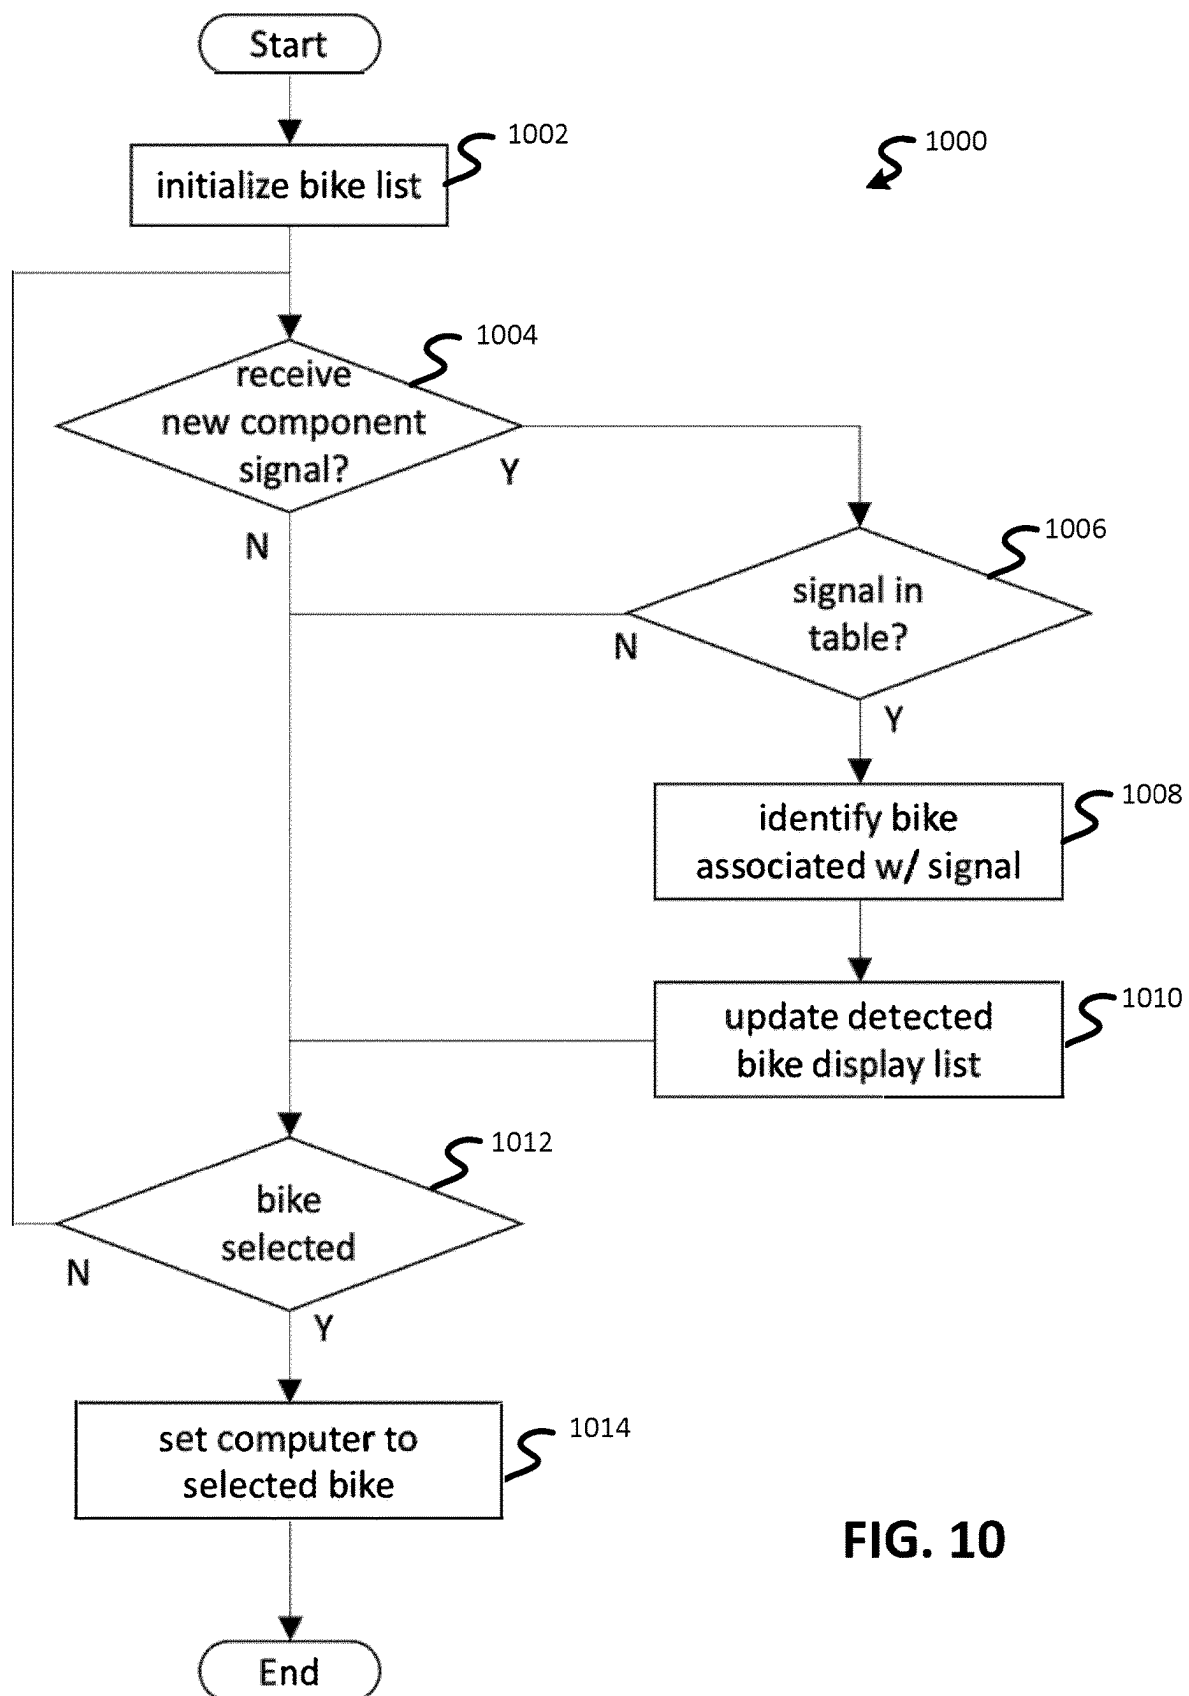 Start
1002
initialize bike list
1000
1004
receive
new component
signal?
Y
N
1006
signal in
table?
N
Y
1008
identify bike
associated w/ signal
1010
update detected
bike display list
1012
bike
selected
N
Y
1014
set computer to
selected bike
FIG. 10
End